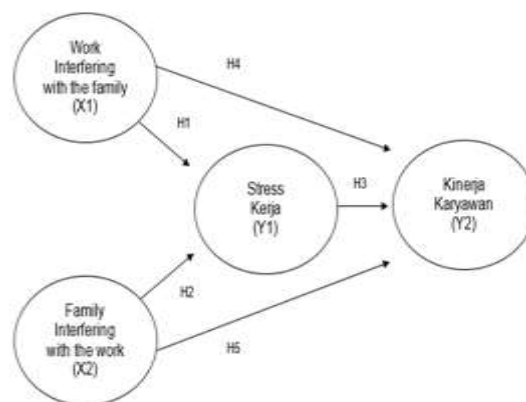 Work
Interfering
with the family
(X1)
H4
H1
Stress
Kerja
(Y1)
H3
Kinerja
Karyawan
(Y2)
H2
Family
Interfering
with the work
(X2)
H5